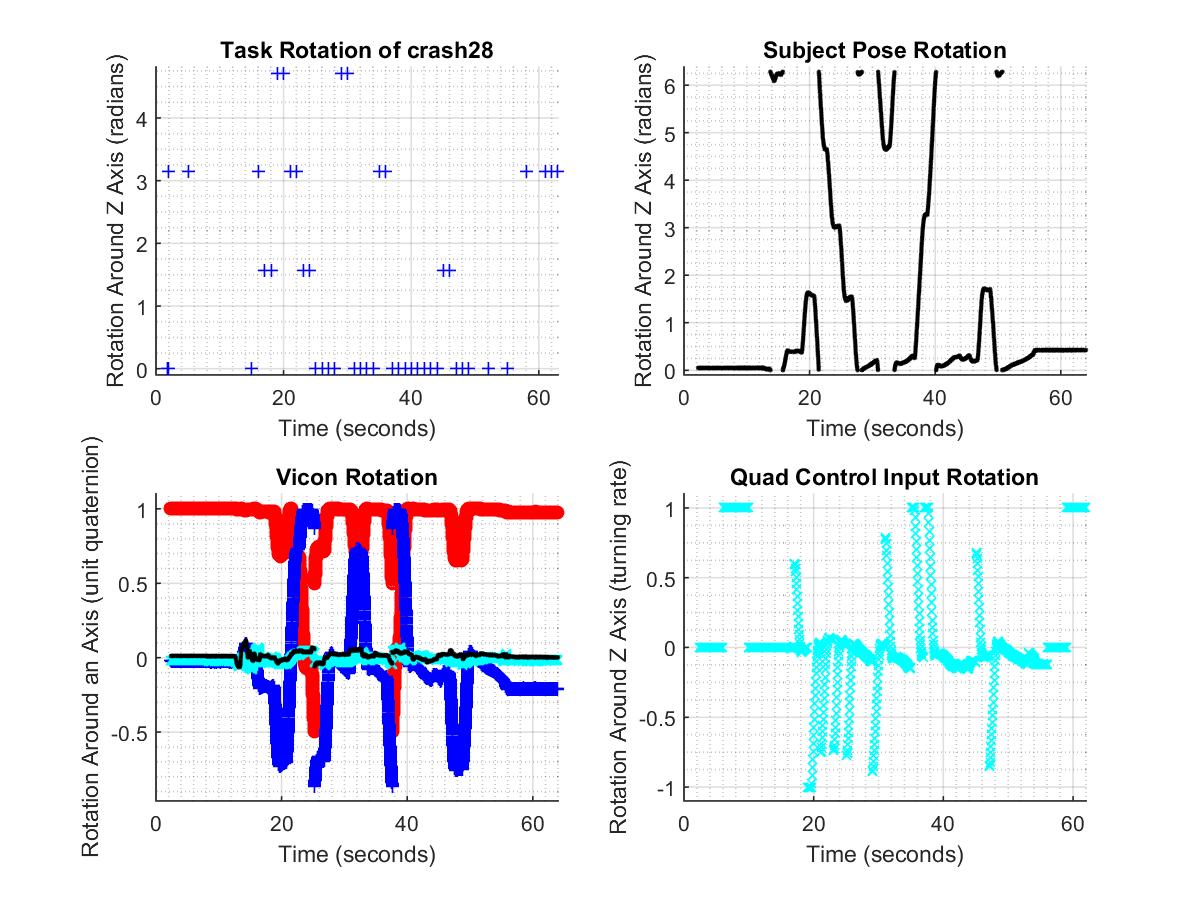 Task Rotation of crash28
Rotation Around Z Axis (radians)
4
3
2
1
0
0 20 40 60
Time (seconds)
Subject Pose Rotation
Rotation Around Z Axis (radians)
6
5
4
3
2
1
0
0 20 40 60
Time (seconds)
Vicon Rotation
Rotation Around an Axis (unit quaternion)
1
0.5
0
-0.5
0 20 40 60
Time (seconds)
Quad Control Input Rotation
Rotation Around Z Axis (turning rate)
1
0.5
0
-0.5
-1
0 20 40 60
Time (seconds)